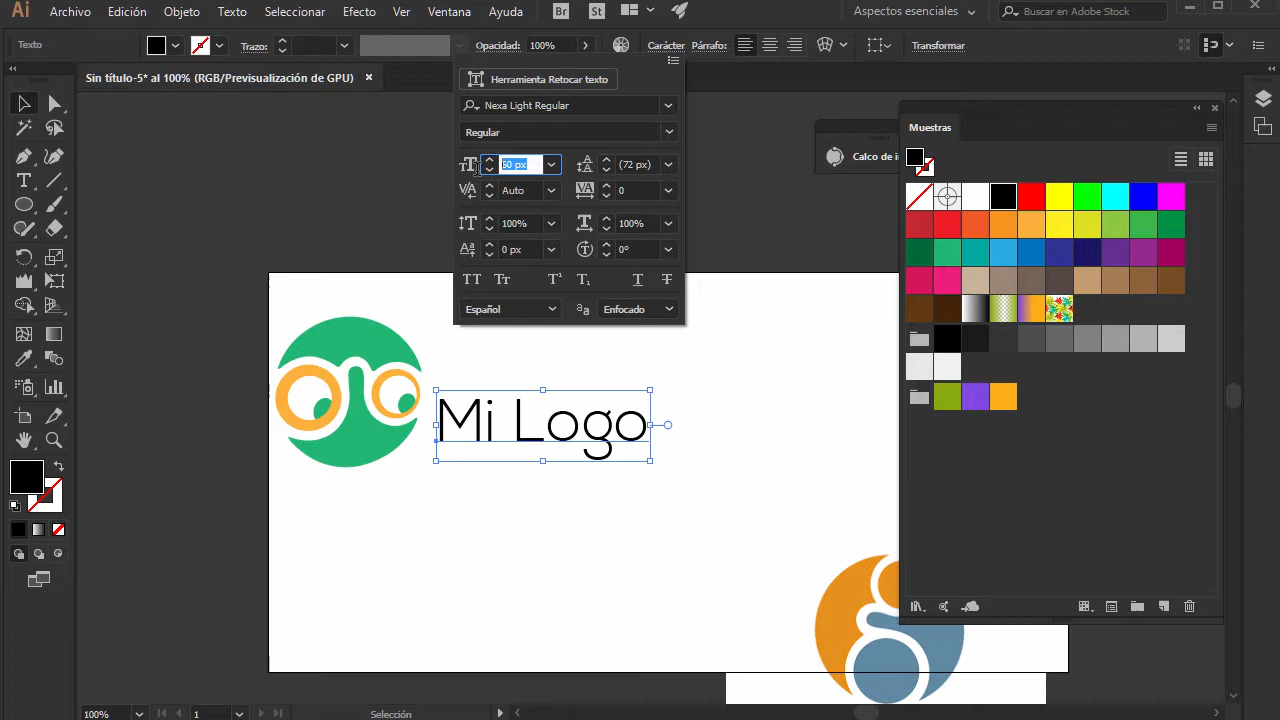 Ai Archivo Edición Objeto Texto Seleccionar Efecto Ver Ventana Ayuda Br St Aspectos esenciales Buscar en Adobe Stock
Texto Trazo: Opacidad: 100% Carácter Párrafo: Transformar
Sin título-5* al 100% (RGB/Previsualización de GPU)
Herramienta Retocar texto
Nexa Light Regular
Regular
60 px (72 px)
Auto 0
100% 100%
0 px 0°
Español Enfocado
Calco de i
Muestras
Mi Logo
100% 1 Selección